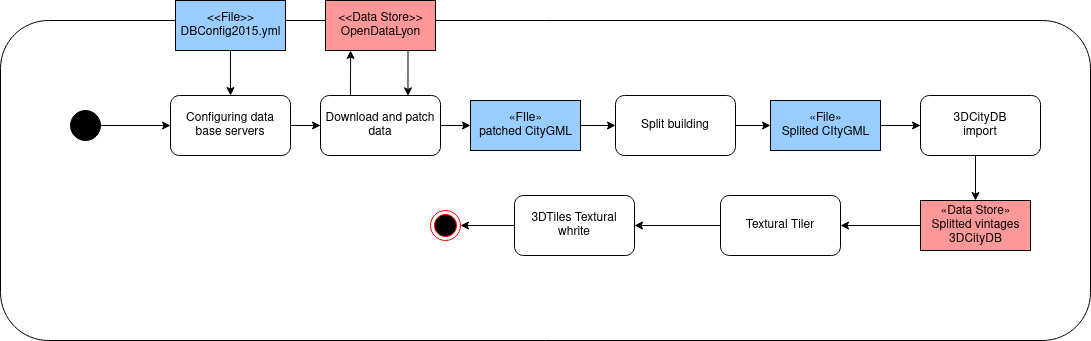 <<File>>
DBConfig2015.yml
<<Data Store>>
OpenDataLyon
Configuring data
base servers
Download and patch
data
«FIle»
patched CityGML
Split building
«File»
Splited CItyGML
3DCityDB
import
«Data Store»
Splitted vintages
3DCityDB
Textural Tiler
3DTiles Textural
whrite